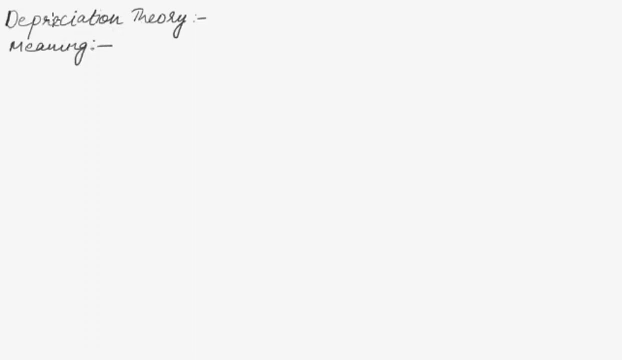 Depreciation Theory :-
Meaning :-